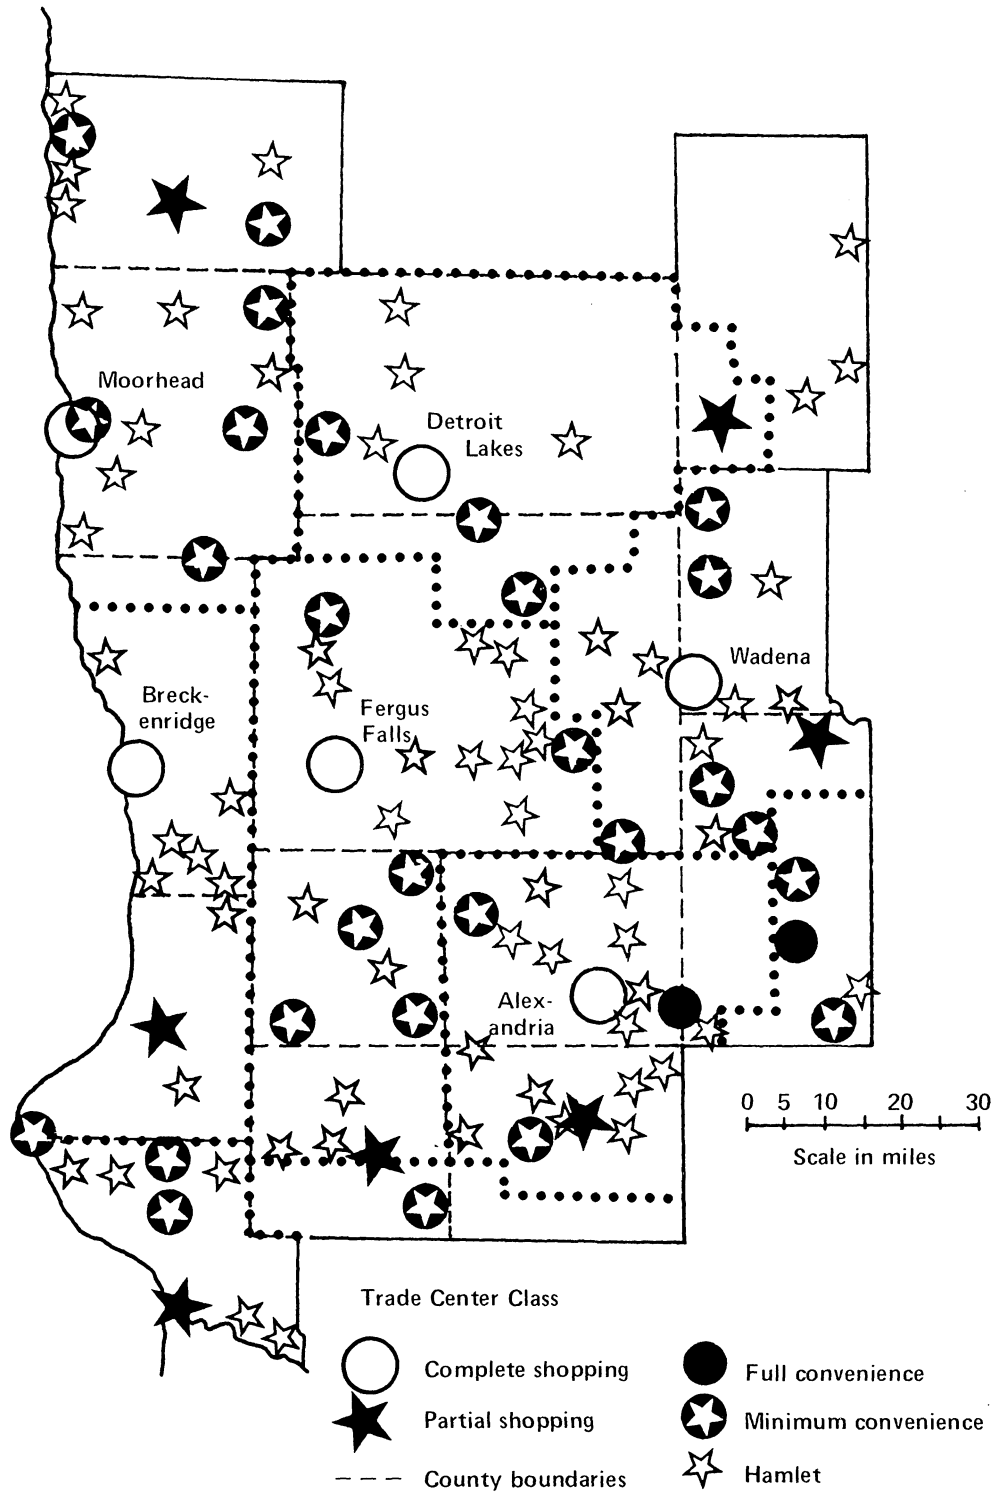 Moorhead
Detroit
Lakes
Wadena
Breck-
enridge
Fergus
Falls
Alex-
andria
0 5 10 20 30
Scale in miles
Trade Center Class
Complete shopping
Full convenience
Partial shopping
Minimum convenience
County boundaries
Hamlet